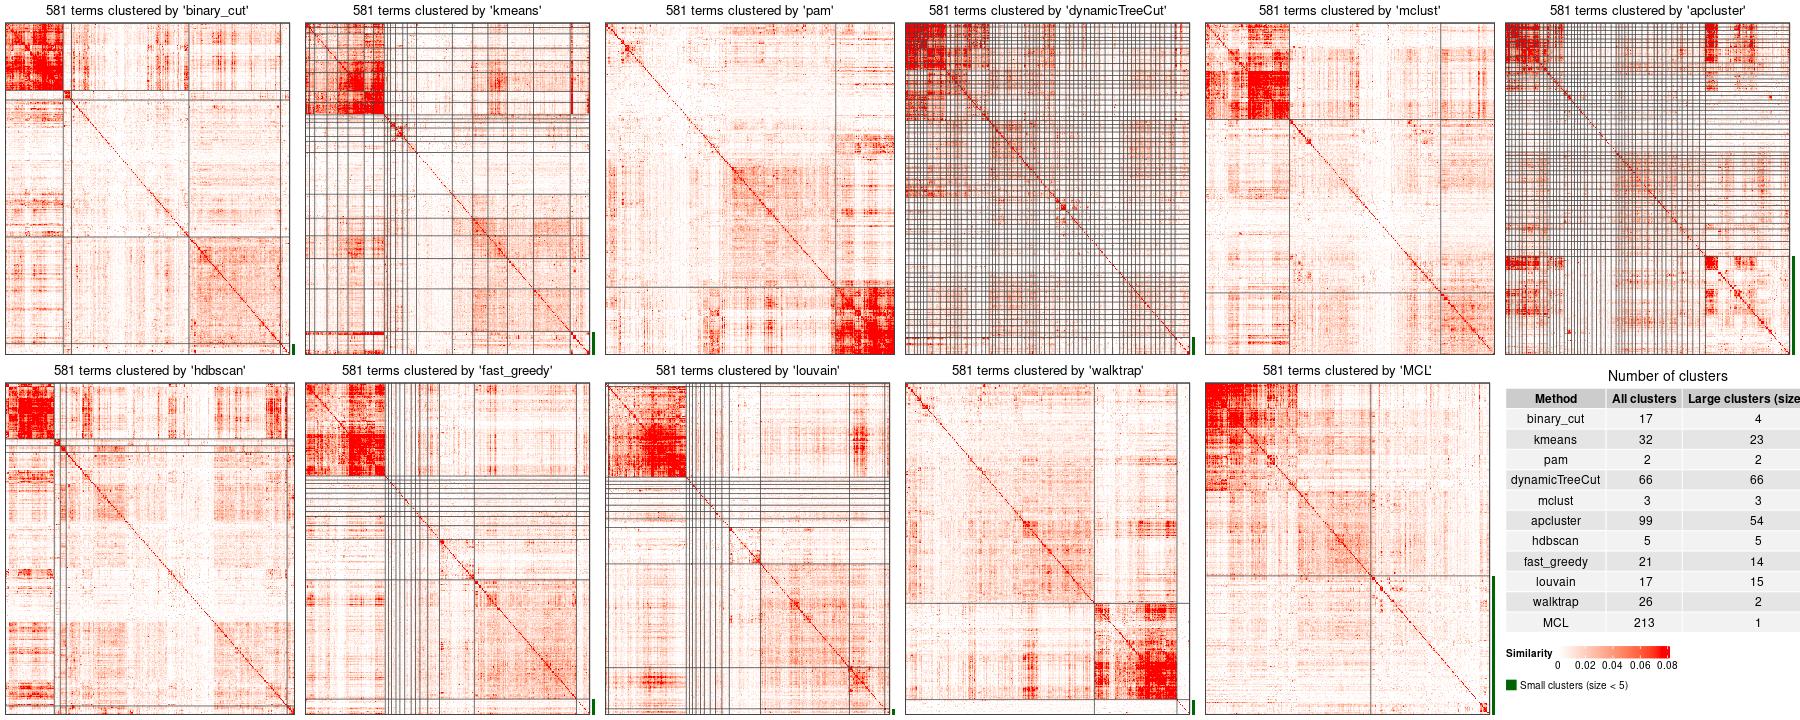 581 terms clustered by 'binary_cut'
581 terms clustered by 'kmeans'
581 terms clustered by 'pam'
581 terms clustered by 'dynamicTreeCut'
581 terms clustered by 'mclust'
581 terms clustered by 'apcluster'
581 terms clustered by 'hdbscan'
581 terms clustered by 'fast_greedy'
581 terms clustered by 'louvain'
581 terms clustered by 'walktrap'
581 terms clustered by 'MCL'
Number of clusters
Method All clusters Large clusters (size
binary_cut 17 4
kmeans 32 23
pam 2 2
dynamicTreeCut 66 66
mclust 3 3
apcluster 99 54
hdbscan 5 5
fast_greedy 21 14
louvain 17 15
walktrap 26 2
MCL 213 1
Similarity
0 0.02 0.04 0.06 0.08
Small clusters (size < 5)